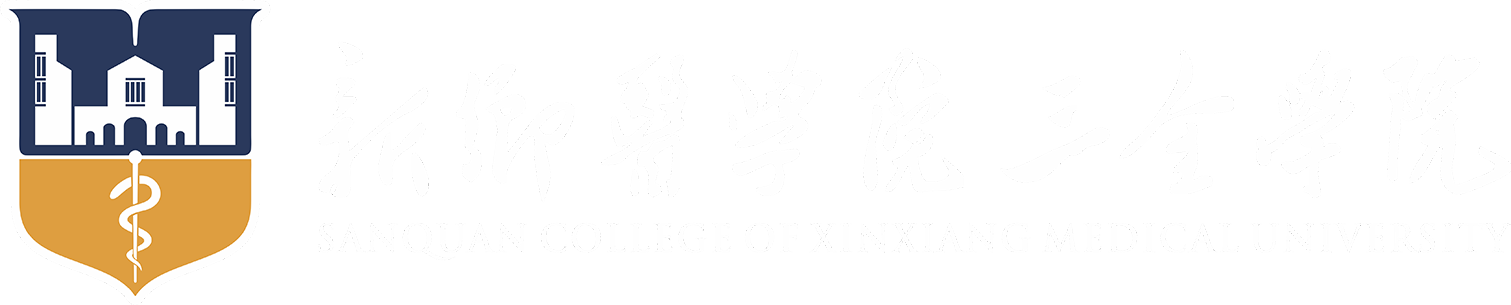 新乡医学院三全学院
SANQUAN COLLEGE OF XINXIANG MEDICAL UNIVERSITY